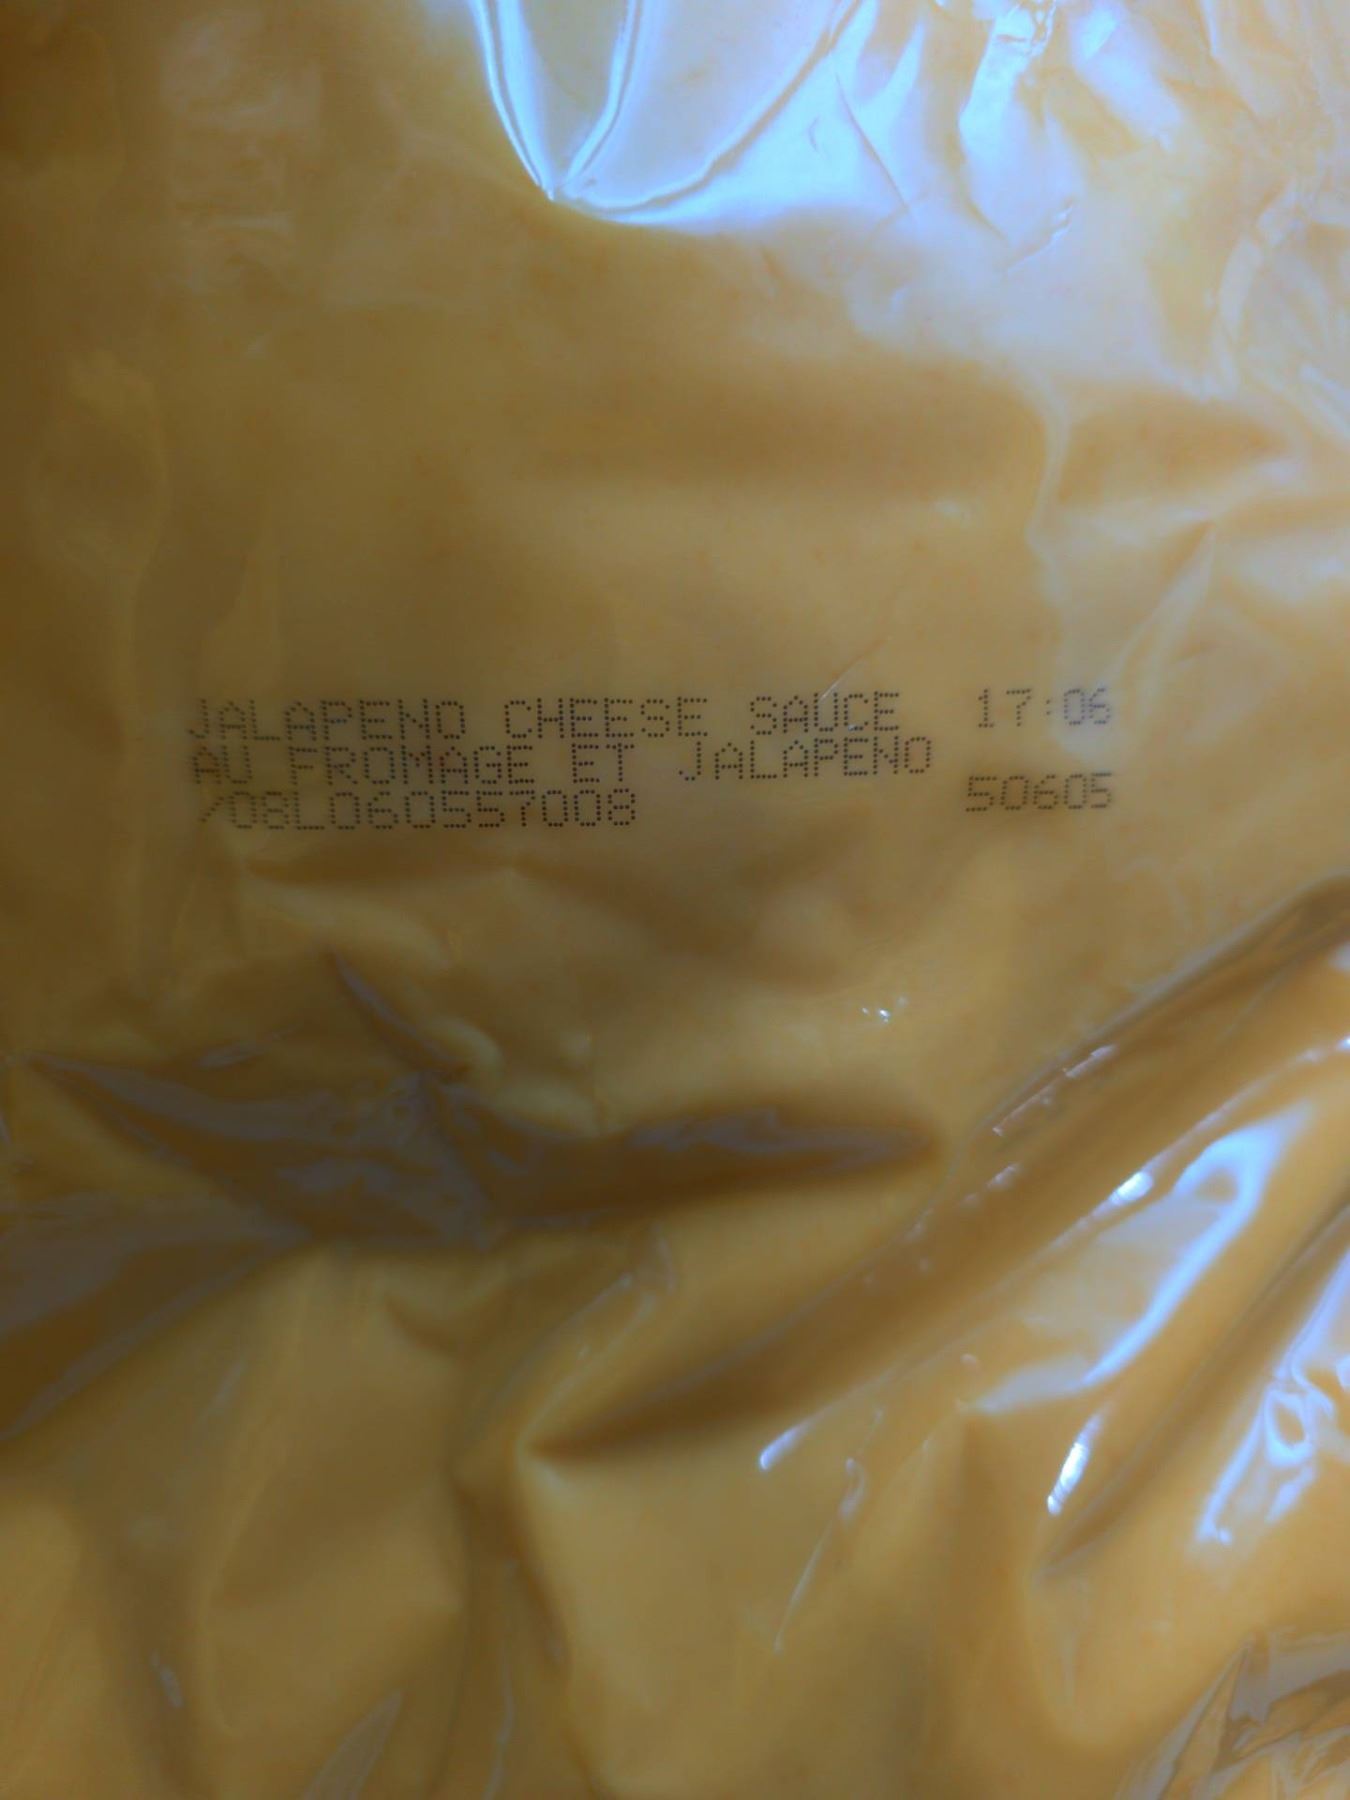 JALAPENO CHEESE SAUCE 17:06
AU FROMAGE ET JALAPENO
/08L060557008 50605